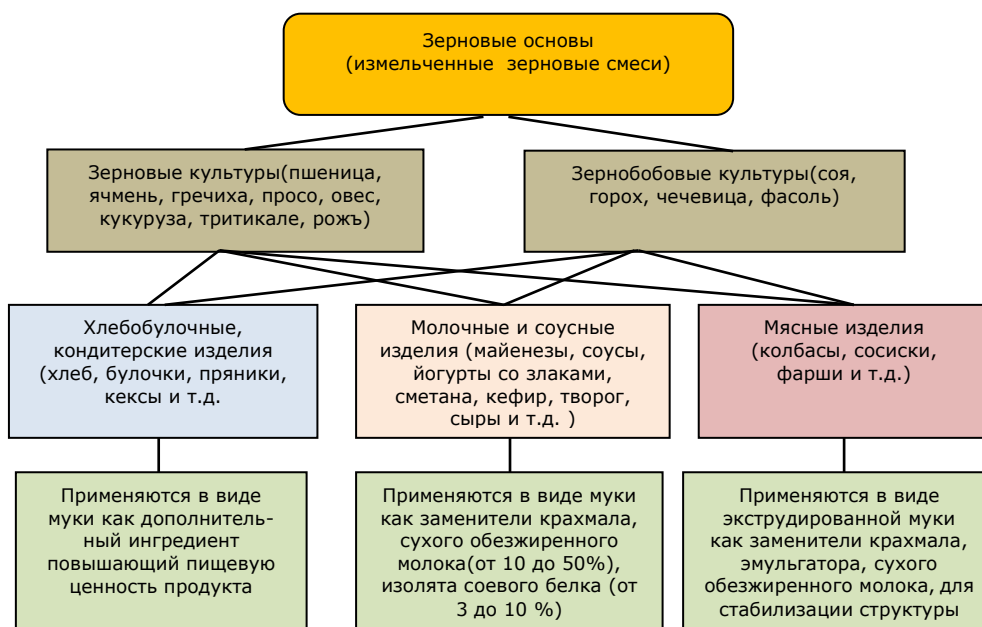 Зерновые основы
(измельченные зерновые смеси)
Зерновые культуры(пшеница,
ячмень, гречиха, просо, овес,
кукуруза, тритикале, рожъ)
Зернобобовые культуры(соя,
горох, чечевица, фасоль)
Хлебобулочные,
кондитерские изделия
(хлеб, булочки, пряники,
кексы и т.д.
Молочные и соусные
изделия (майенезы, соусы,
йогурты со злаками,
сметана, кефир, творог,
сыры и т.д. )
Мясные изделия
(колбасы, сосиски,
фарши и т.д.)
Применяются в виде
муки как дополнитель-
ный ингредиент
повышающий пищевую
ценность продукта
Применяются в виде муки
как заменители крахмала,
сухого обезжиренного
молока(от 10 до 50%),
изолята соевого белка (от
3 до 10 %)
Применяются в виде
экструдированной муки
как заменители крахмала,
эмульгатора, сухого
обезжиренного молока, для
стабилизации структуры